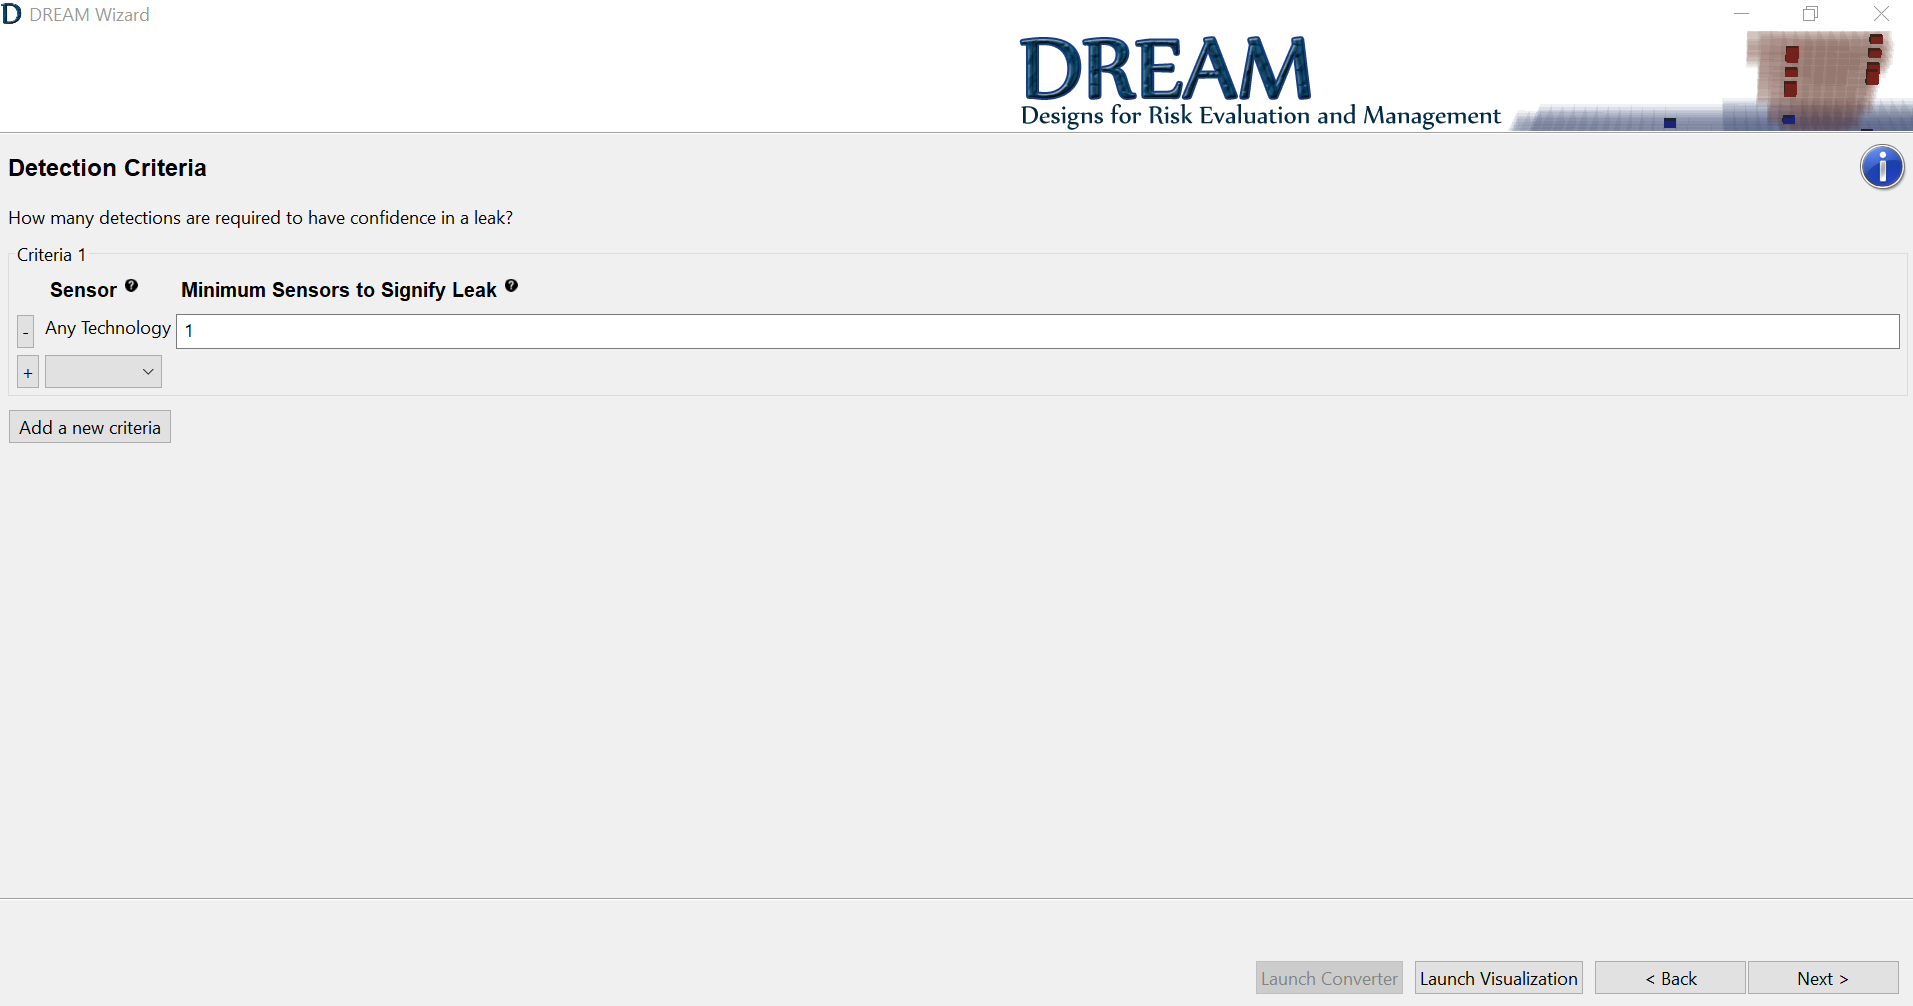 DREAM Wizard
DREAM
Designs for Risk Evaluation and Management
Detection Criteria
How many detections are required to have confidence in a leak?
Criteria 1
Sensor ? Minimum Sensors to Signify Leak ?
- Any Technology 1
+
Add a new criteria
Launch Converter Launch Visualization < Back Next >